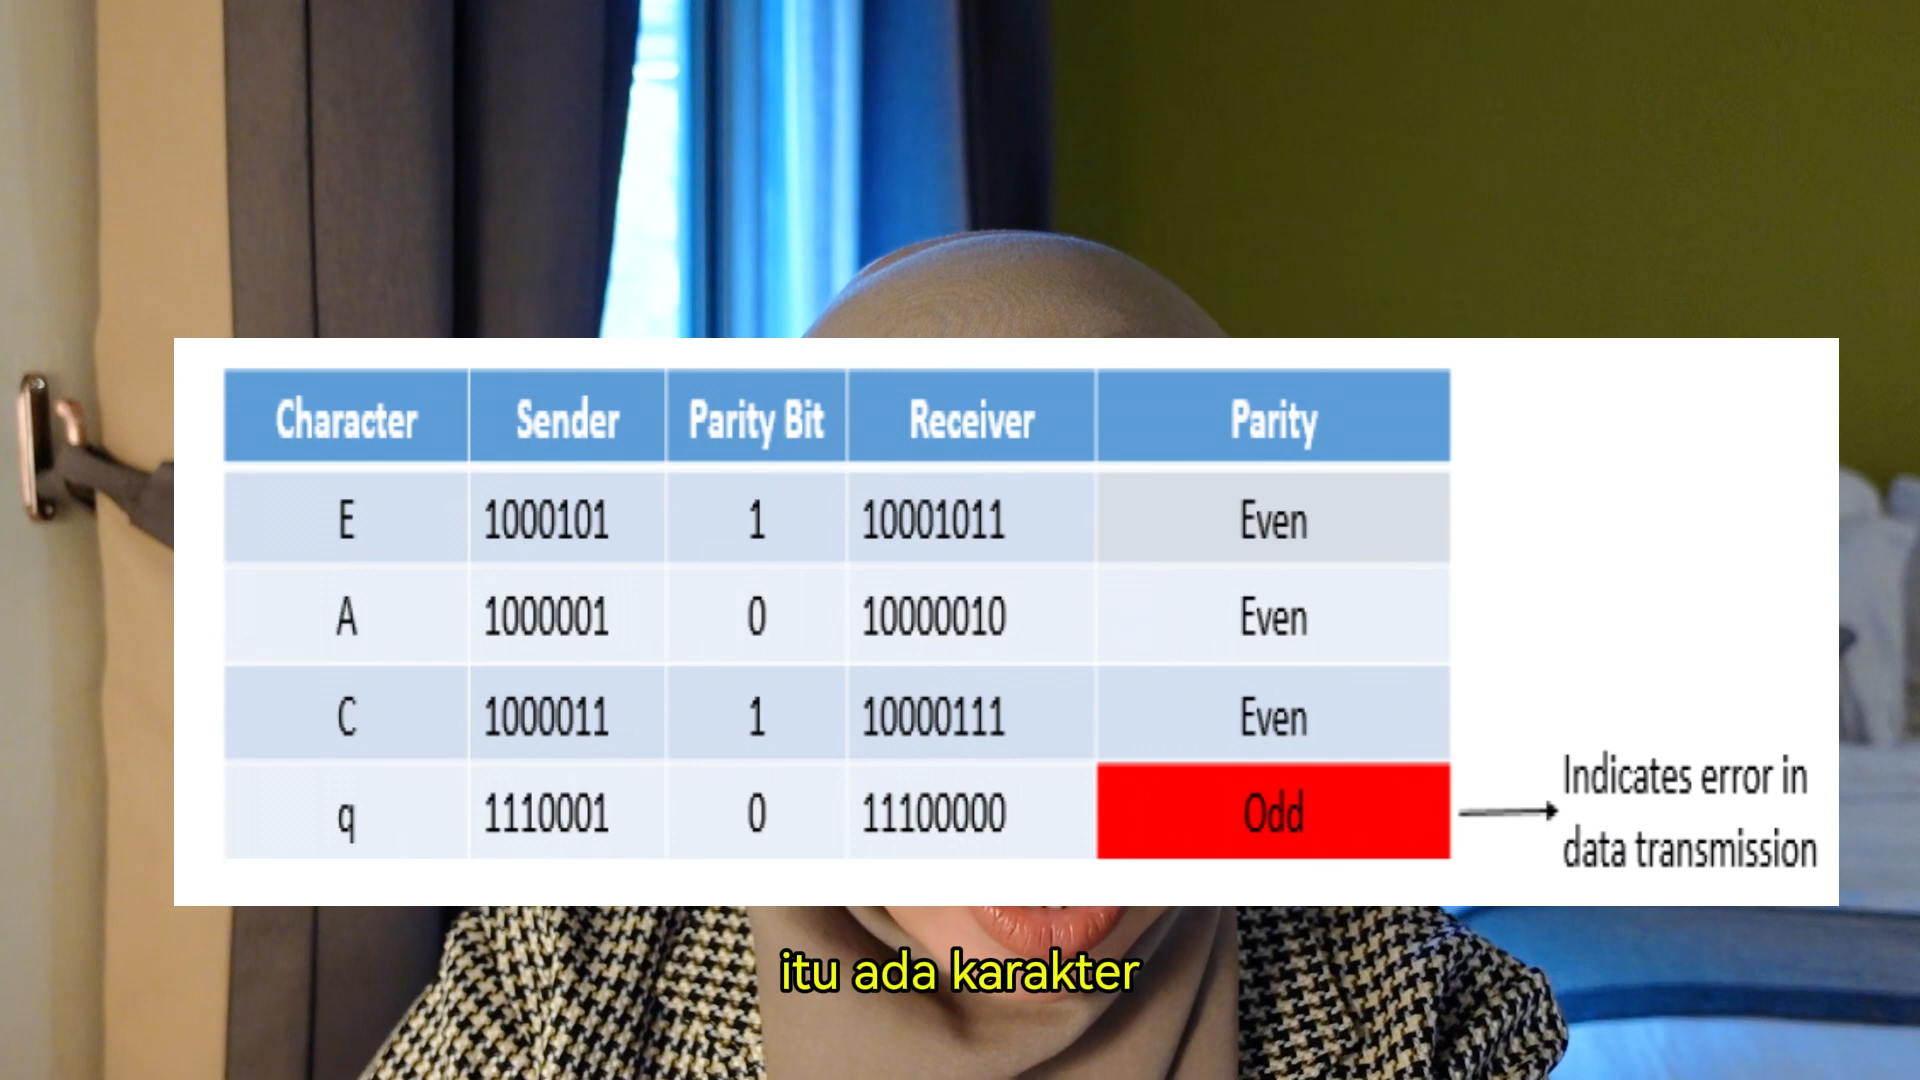 Character Sender Parity Bit Receiver Parity
E 1000101 1 10001011 Even
A 1000001 0 10000010 Even
C 1000011 1 10000111 Even
q 1110001 0 11100000 Odd
Indicates error in
data transmission
itu ada karakter